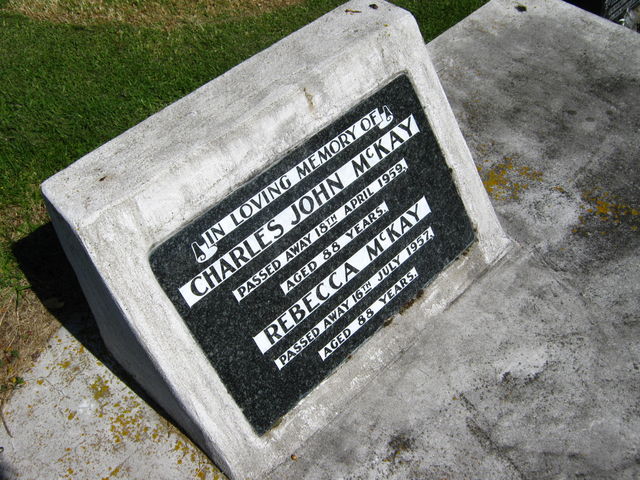 IN LOVING MEMORY OF
CHARLES JOHN McKAY
PASSED AWAY 18TH APRIL 1959.
AGED 88 YEARS.
REBECCA McKAY
PASSED AWAY 16TH JULY 1957.
AGED 88 YEARS.